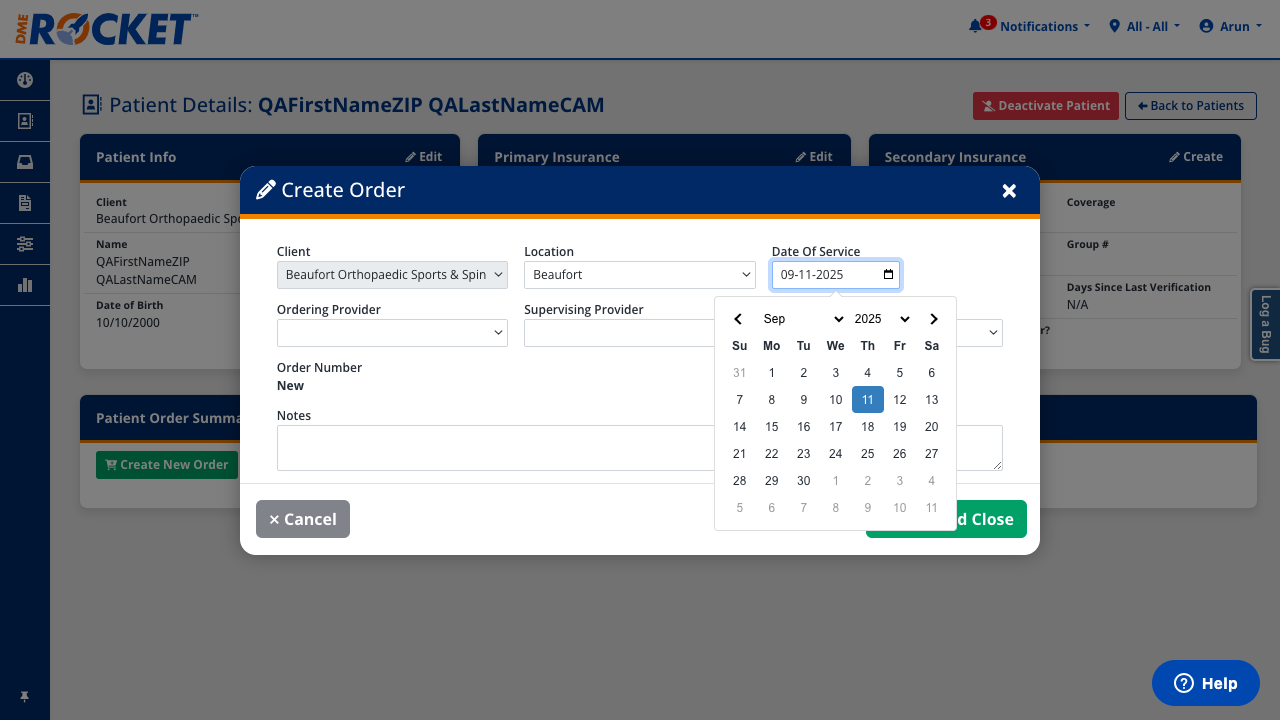 DME ROCKET™
3 Notifications
All - All
Arun
Patient Details: QAFirstNameZIP QALastNameCAM
Deactivate Patient
Back to Patients
Patient Info
Edit
Primary Insurance
Edit
Secondary Insurance
Create
Client
Beaufort Orthopaedic Spo
Name
QAFirstNameZIP
QALastNameCAM
Date of Birth
10/10/2000
Coverage
Group #
Days Since Last Verification
N/A
r?
Patient Order Summa
Create New Order
Create Order
Client
Beaufort Orthopaedic Sports & Spin
Location
Beaufort
Date Of Service
09-11-2025
Ordering Provider
Supervising Provider
Order Number
New
Notes
Sep 2025
Su Mo Tu We Th Fr Sa
31 1 2 3 4 5 6
7 8 9 10 11 12 13
14 15 16 17 18 19 20
21 22 23 24 25 26 27
28 29 30 1 2 3 4
5 6 7 8 9 10 11
× Cancel
d Close
Log a Bug
Help